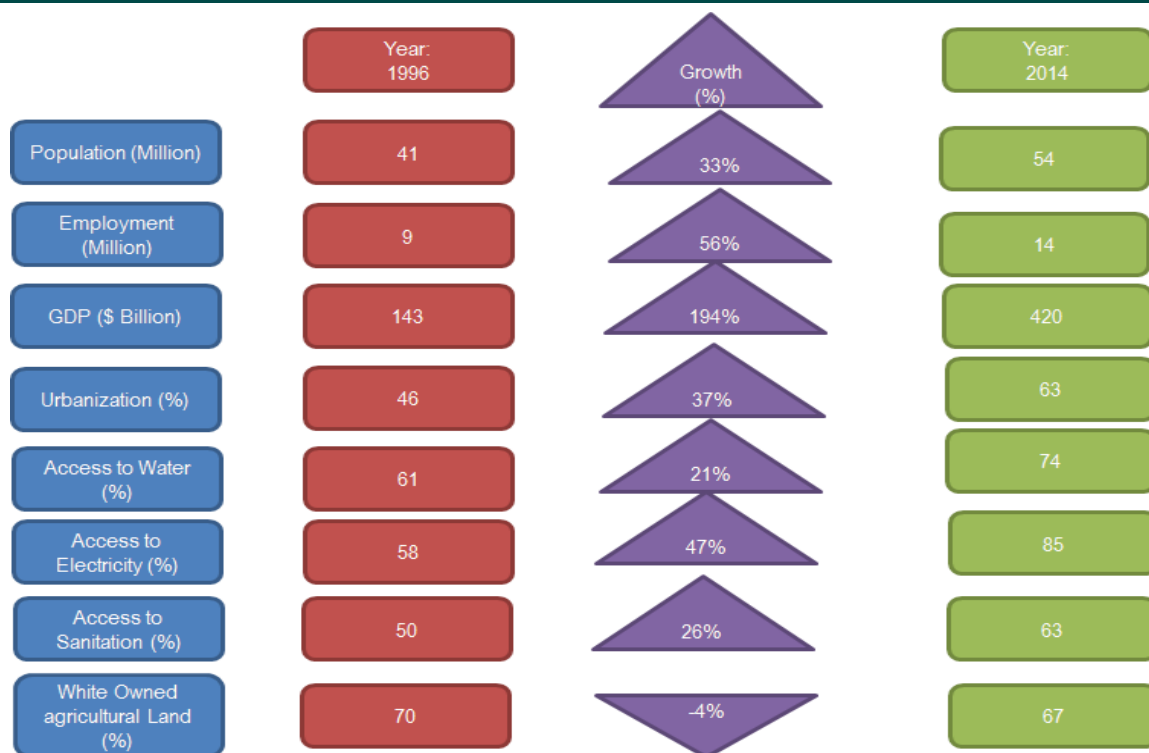 Year:
1996
Growth
(%)
Year:
2014
Population (Million)
41
33%
54
Employment
(Million)
9
56%
14
GDP ($ Billion)
143
194%
420
Urbanization (%)
46
37%
63
Access to Water
(%)
61
21%
74
Access to
Electricity (%)
58
47%
85
Access to
Sanitation (%)
50
26%
63
White Owned
agricultural Land
(%)
70
-4%
67